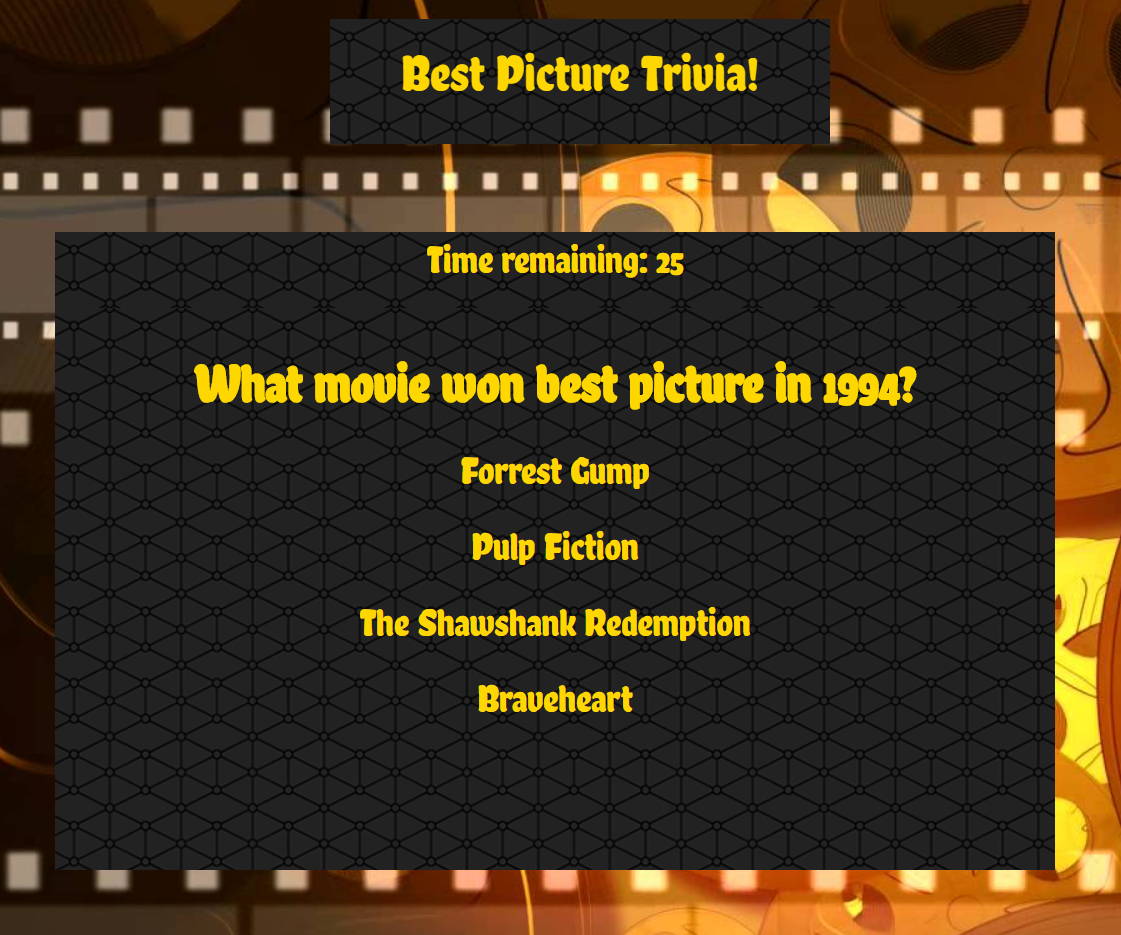 Best Picture Trivia!
Time remaining: 25
What movie won best picture in 1994?
Forrest Gump
Pulp Fiction
The Shawshank Redemption
Braveheart